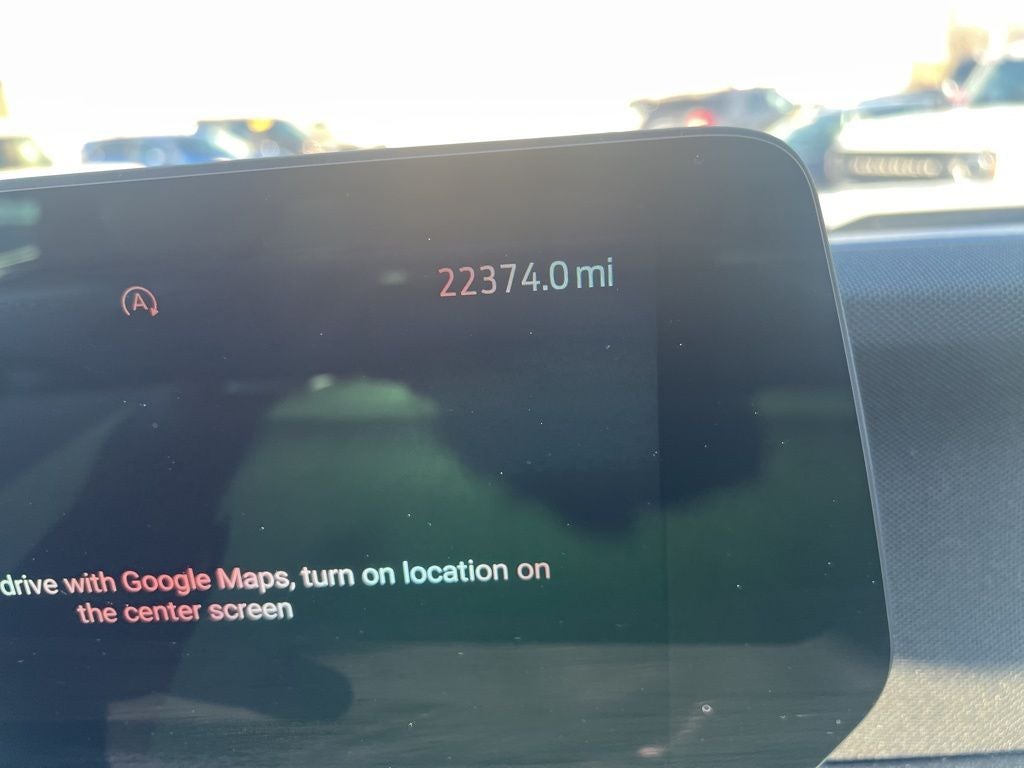 A
22374.0 mi
drive with Google Maps, turn on location on
the center screen